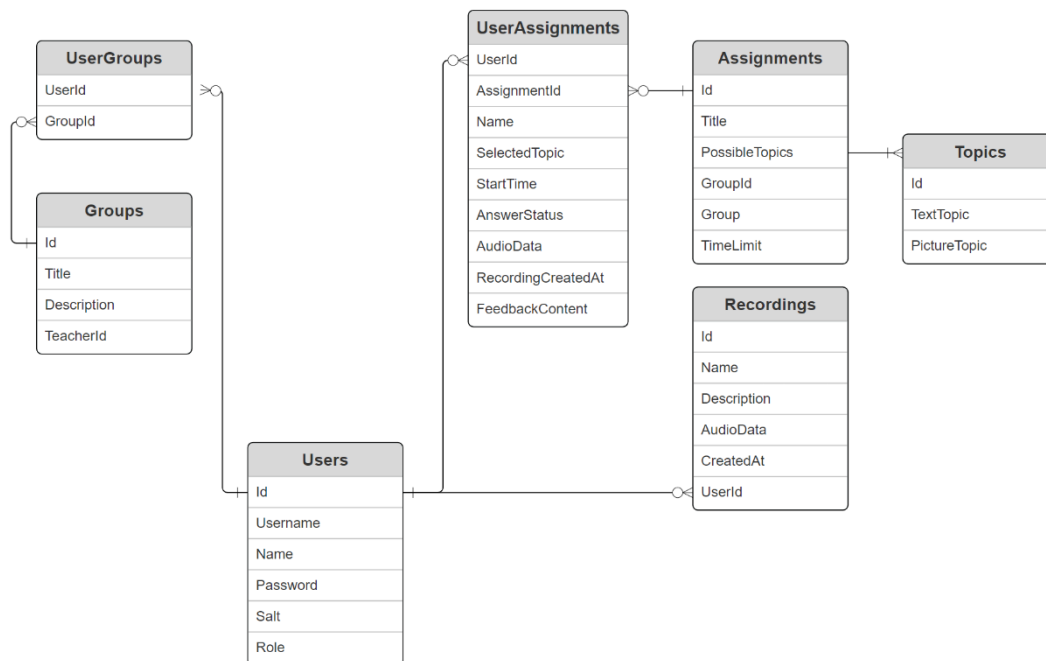 UserGroups
UserId
GroupId
Groups
Id
Title
Description
TeacherId
Users
Id
Username
Name
Password
Salt
Role
UserAssignments
UserId
AssignmentId
Name
SelectedTopic
StartTime
AnswerStatus
AudioData
RecordingCreatedAt
FeedbackContent
Assignments
Id
Title
PossibleTopics
GroupId
Group
TimeLimit
Topics
Id
TextTopic
PictureTopic
Recordings
Id
Name
Description
AudioData
CreatedAt
UserId